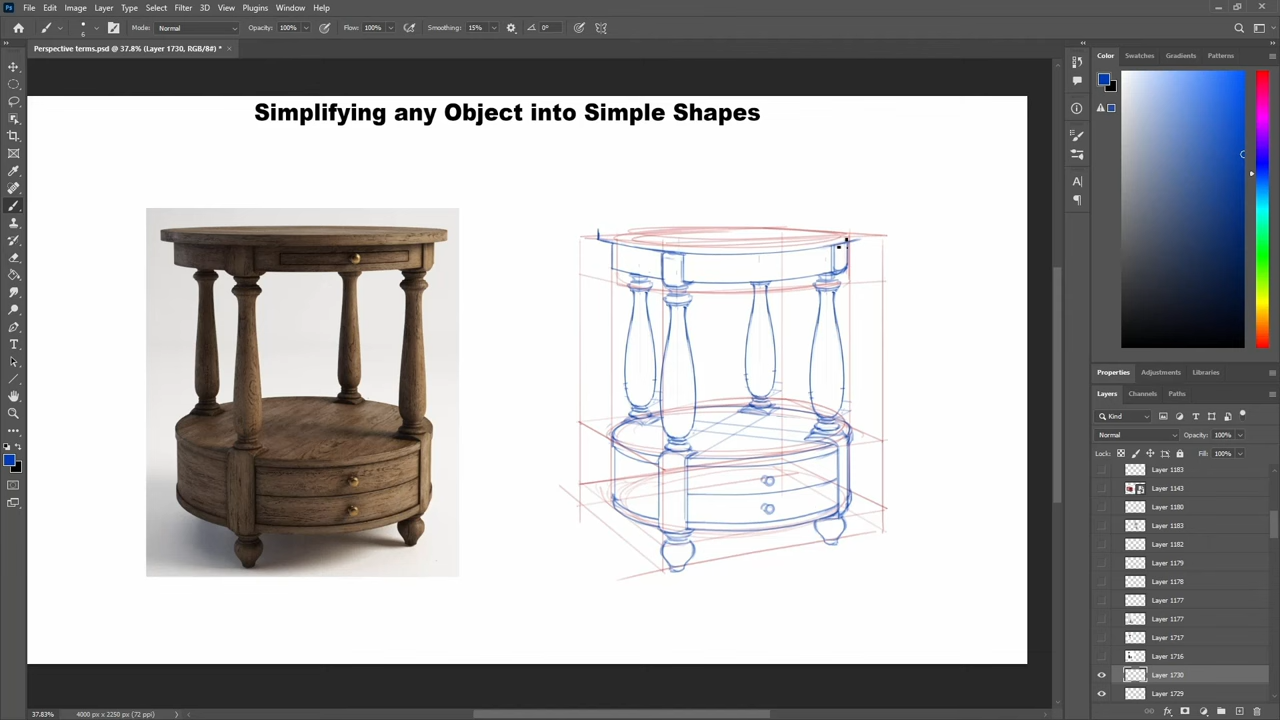 File Edit Image Layer Type Select Filter 3D View Plugins Window Help
6 Mode: Normal Opacity: 100% Flow: 100% Smoothing: 15% 0°
Perspective terms.psd @ 37.8% (Layer 1730, RGB/8#) *
Simplifying any Object into Simple Shapes
Color Swatches Gradients Patterns
Properties Adjustments Libraries
Layers Channels Paths
Kind
Normal Opacity: 100%
Lock: Fill: 100%
Layer 1183
Layer 1143
Layer 1180
Layer 1183
Layer 1182
Layer 1179
Layer 1178
Layer 1177
Layer 1177
Layer 1717
Layer 1716
Layer 1730
Layer 1729
37.83% 4000 px x 2250 px (72 ppi)